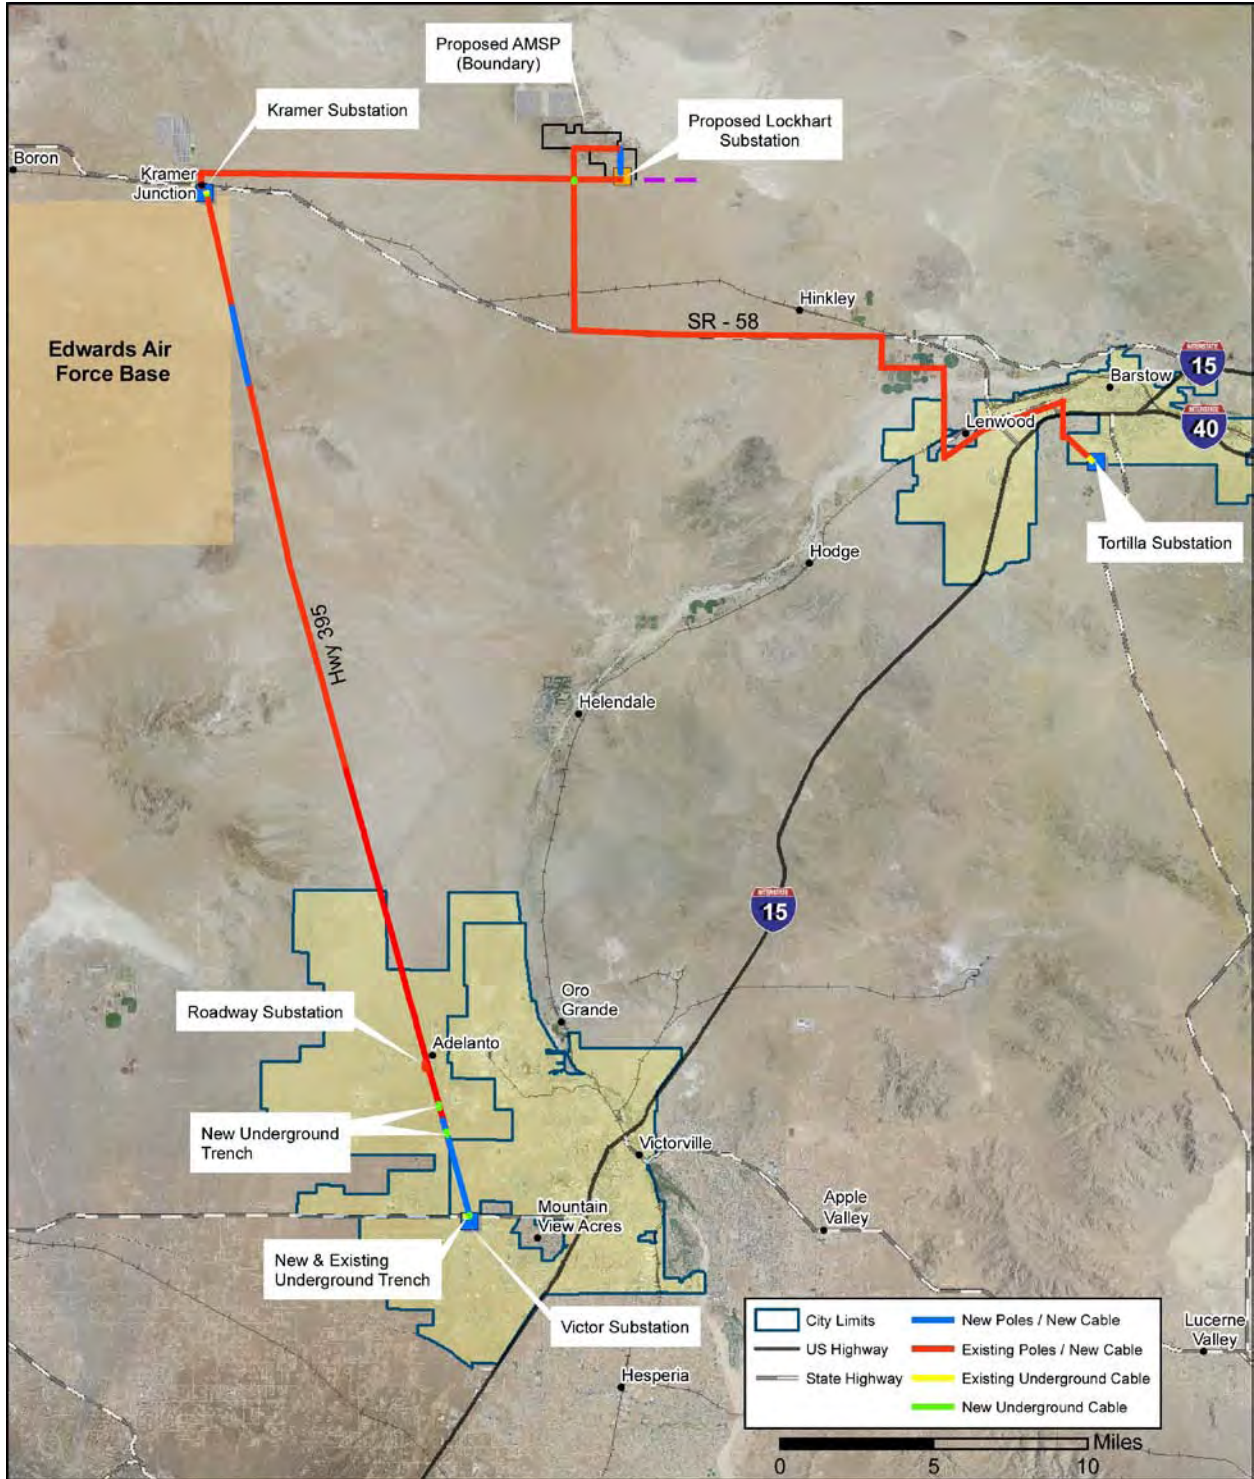 Proposed AMSP
(Boundary)
Kramer Substation
Proposed Lockhart
Substation
Boron
Kramer
Junction
Hinkley
SR - 58
Edwards Air
Force Base
INTERSTATE
15
Barstow
INTERSTATE
40
Lenwood
Tortilla Substation
Hodge
Hwy 395
Helendale
INTERSTATE
15
Roadway Substation
Oro
Grande
Adelanto
New Underground
Trench
Victorville
Mountain
View Acres
Apple
Valley
New & Existing
Underground Trench
Victor Substation
City Limits
US Highway
State Highway
New Poles / New Cable
Existing Poles / New Cable
Existing Underground Cable
New Underground Cable
Lucerne
Valley
Hesperia
Miles
0 5 10